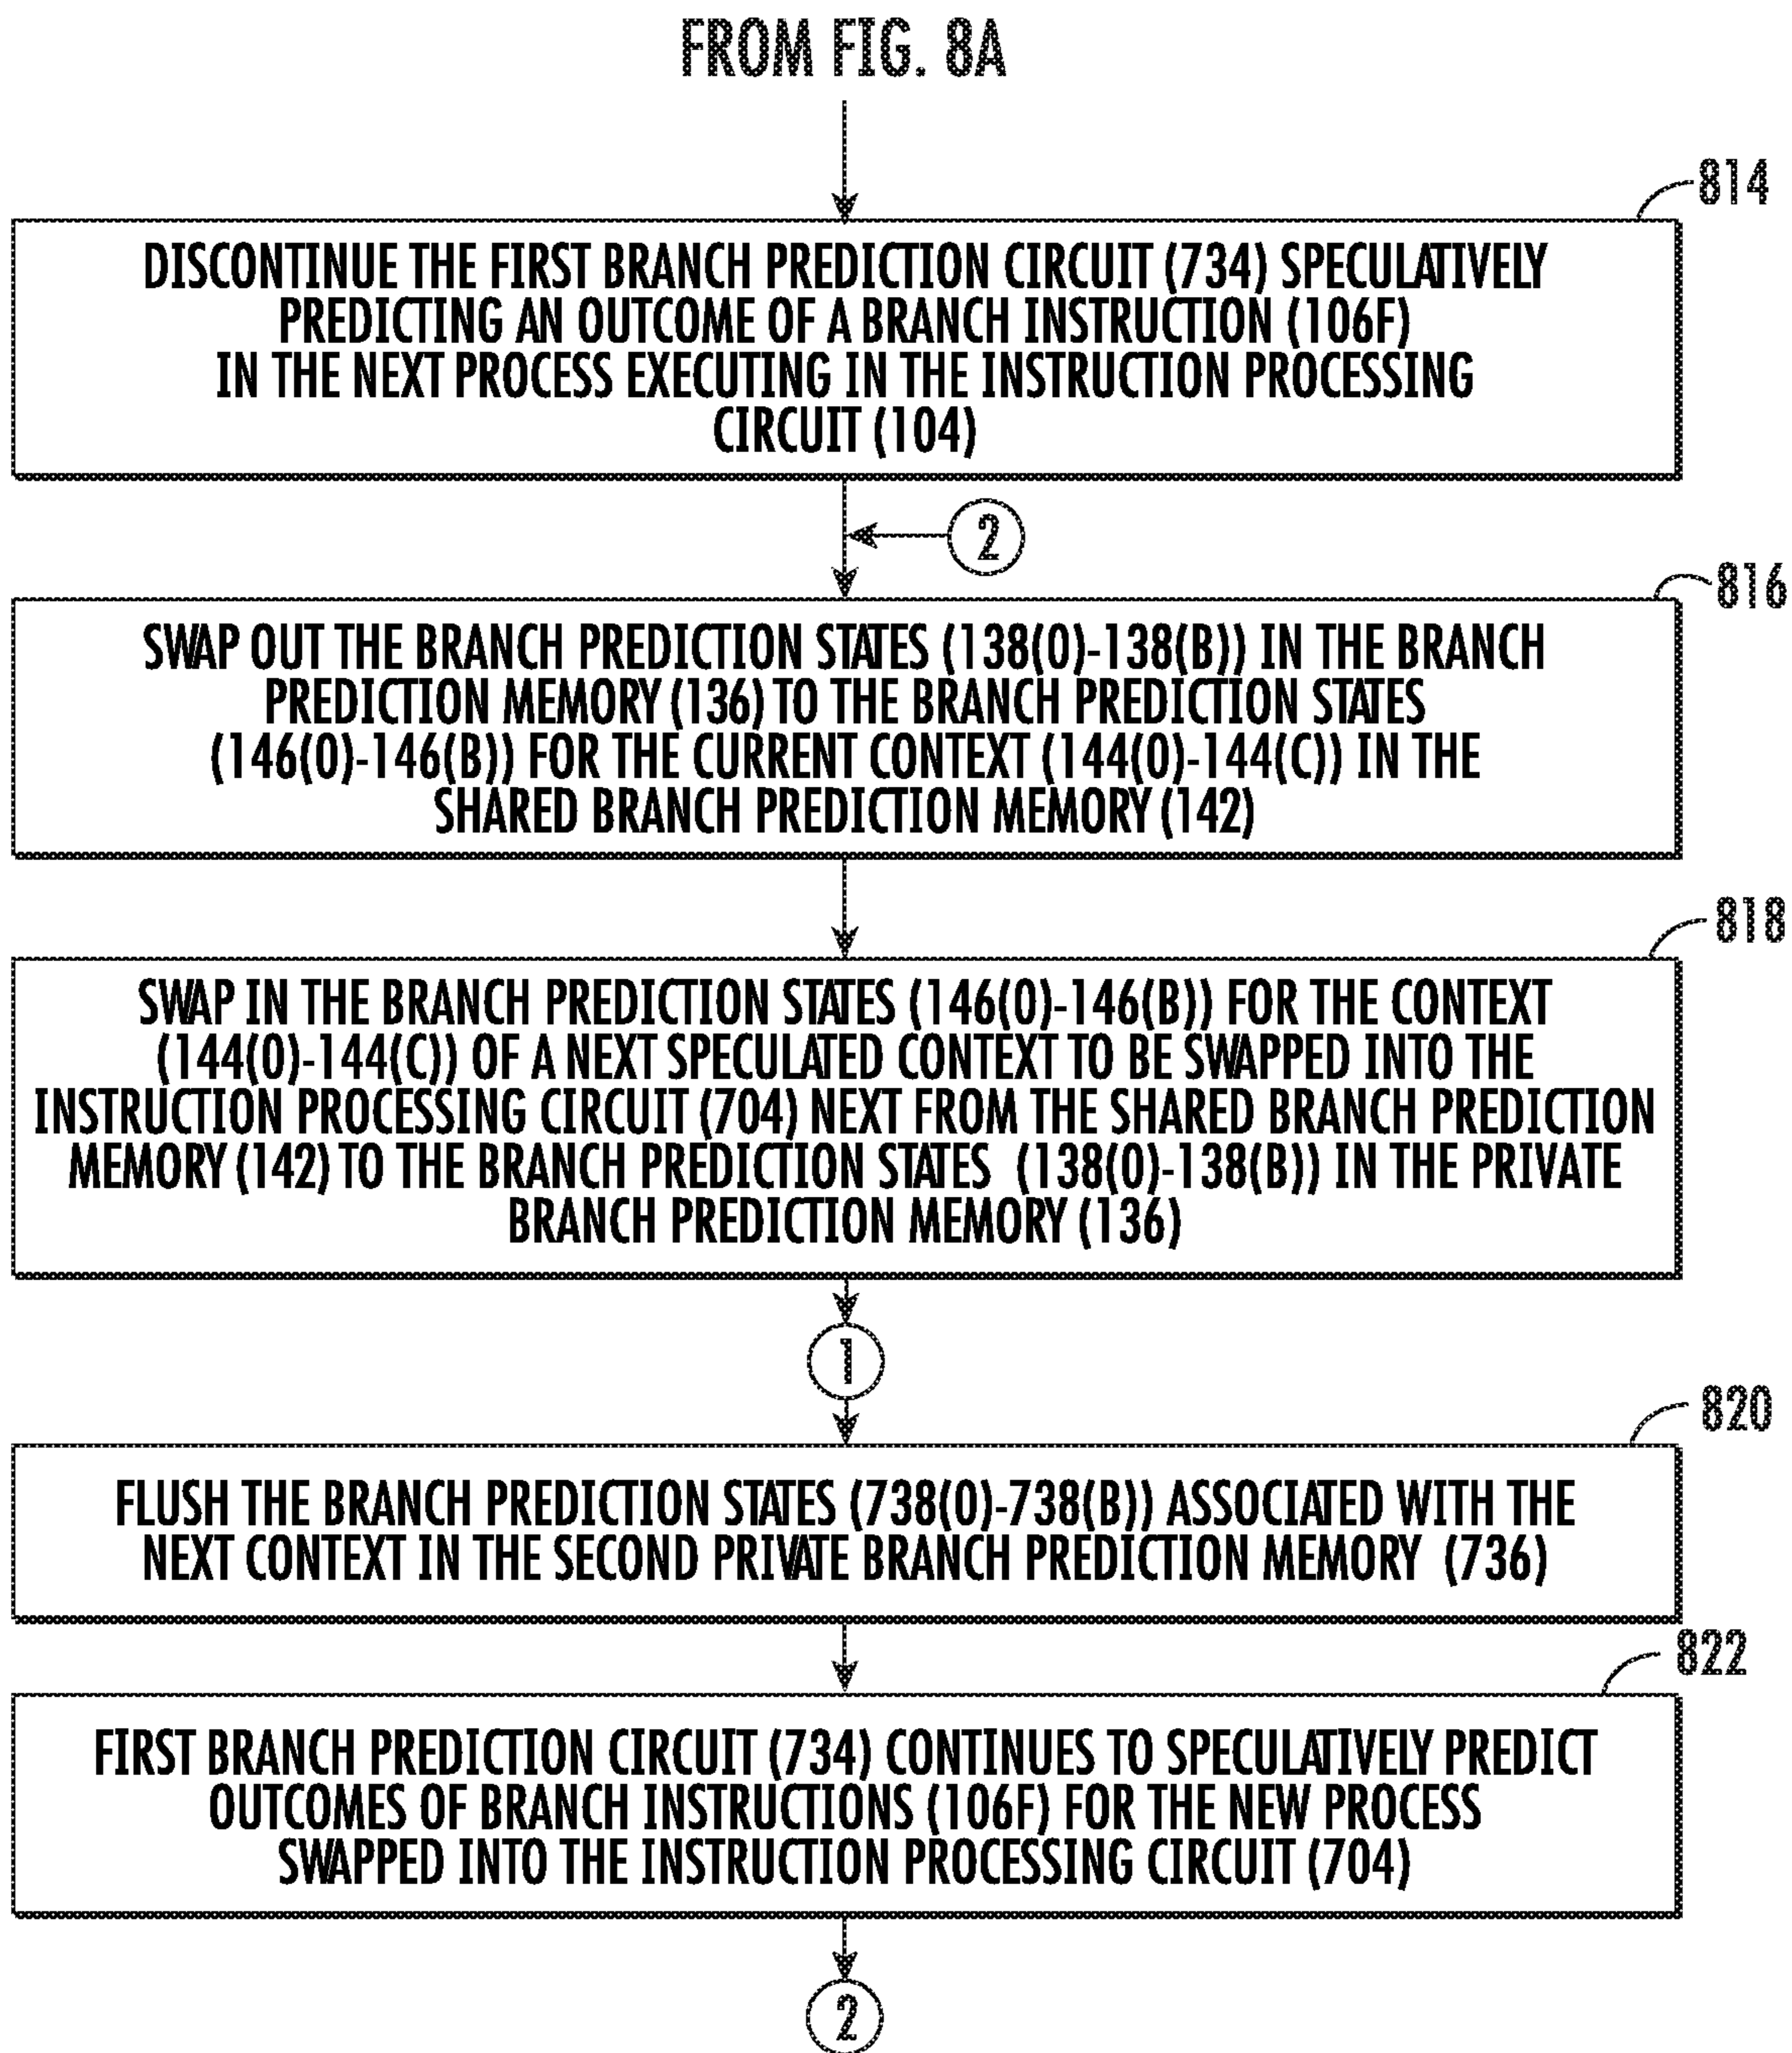 FROM FIG. 8A
814
DISCONTINUE THE FIRST BRANCH PREDICTION CIRCUIT (734) SPECULATIVELY
PREDICTING AN OUTCOME OF A BRANCH INSTRUCTION (106F)
IN THE NEXT PROCESS EXECUTING IN THE INSTRUCTION PROCESSING
CIRCUIT (104)
2
816
SWAP OUT THE BRANCH PREDICTION STATES (138(0)-138(B)) IN THE BRANCH
PREDICTION MEMORY (136) TO THE BRANCH PREDICTION STATES
(146(0)-146(B)) FOR THE CURRENT CONTEXT (144(0)-144(C)) IN THE
SHARED BRANCH PREDICTION MEMORY (142)
818
SWAP IN THE BRANCH PREDICTION STATES (146(0)-146(B)) FOR THE CONTEXT
(144(0)-144(C)) OF A NEXT SPECULATED CONTEXT TO BE SWAPPED INTO THE
INSTRUCTION PROCESSING CIRCUIT (704) NEXT FROM THE SHARED BRANCH PREDICTION
MEMORY (142) TO THE BRANCH PREDICTION STATES (138(0)-138(B)) IN THE PRIVATE
BRANCH PREDICTION MEMORY (136)
1
820
FLUSH THE BRANCH PREDICTION STATES (738(0)-738(B)) ASSOCIATED WITH THE
NEXT CONTEXT IN THE SECOND PRIVATE BRANCH PREDICTION MEMORY (736)
822
FIRST BRANCH PREDICTION CIRCUIT (734) CONTINUES TO SPECULATIVELY PREDICT
OUTCOMES OF BRANCH INSTRUCTIONS (106F) FOR THE NEW PROCESS
SWAPPED INTO THE INSTRUCTION PROCESSING CIRCUIT (704)
2